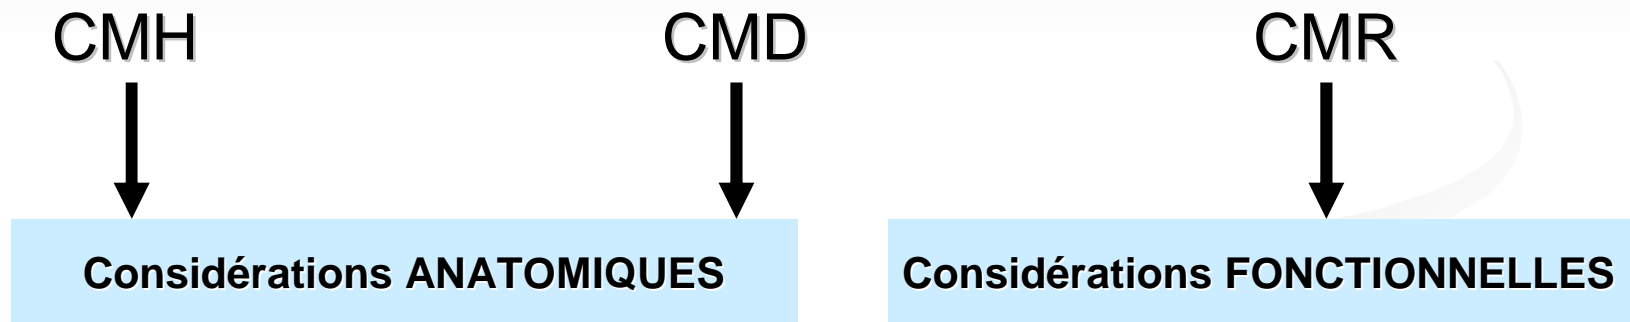 CMH CMD CMR
Considérations ANATOMIQUES Considérations FONCTIONNELLES